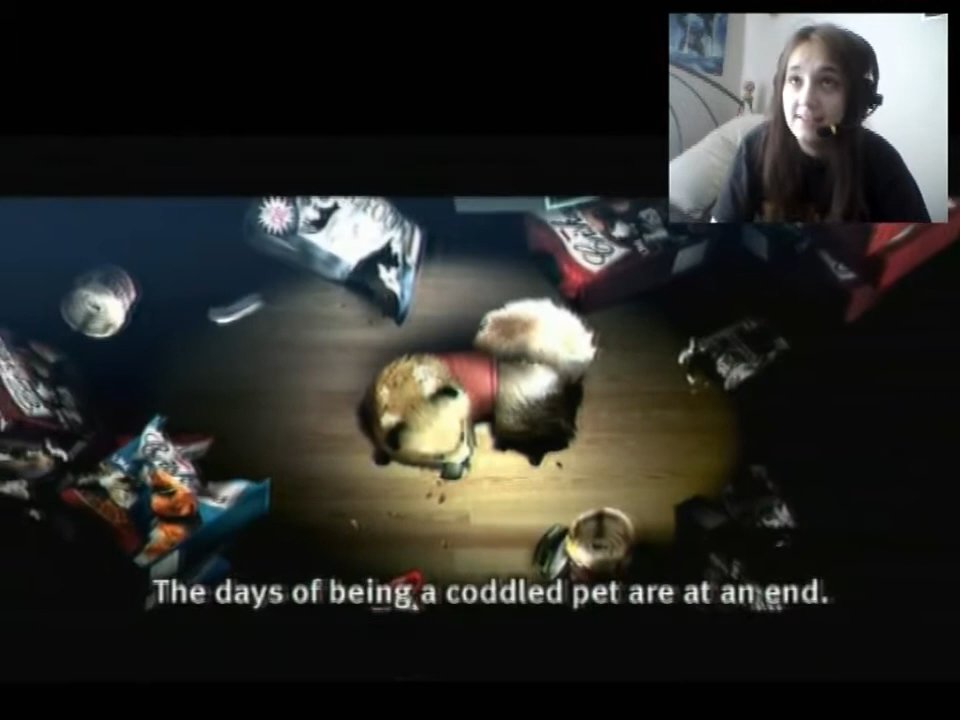 The days of being a coddled pet are at an end.